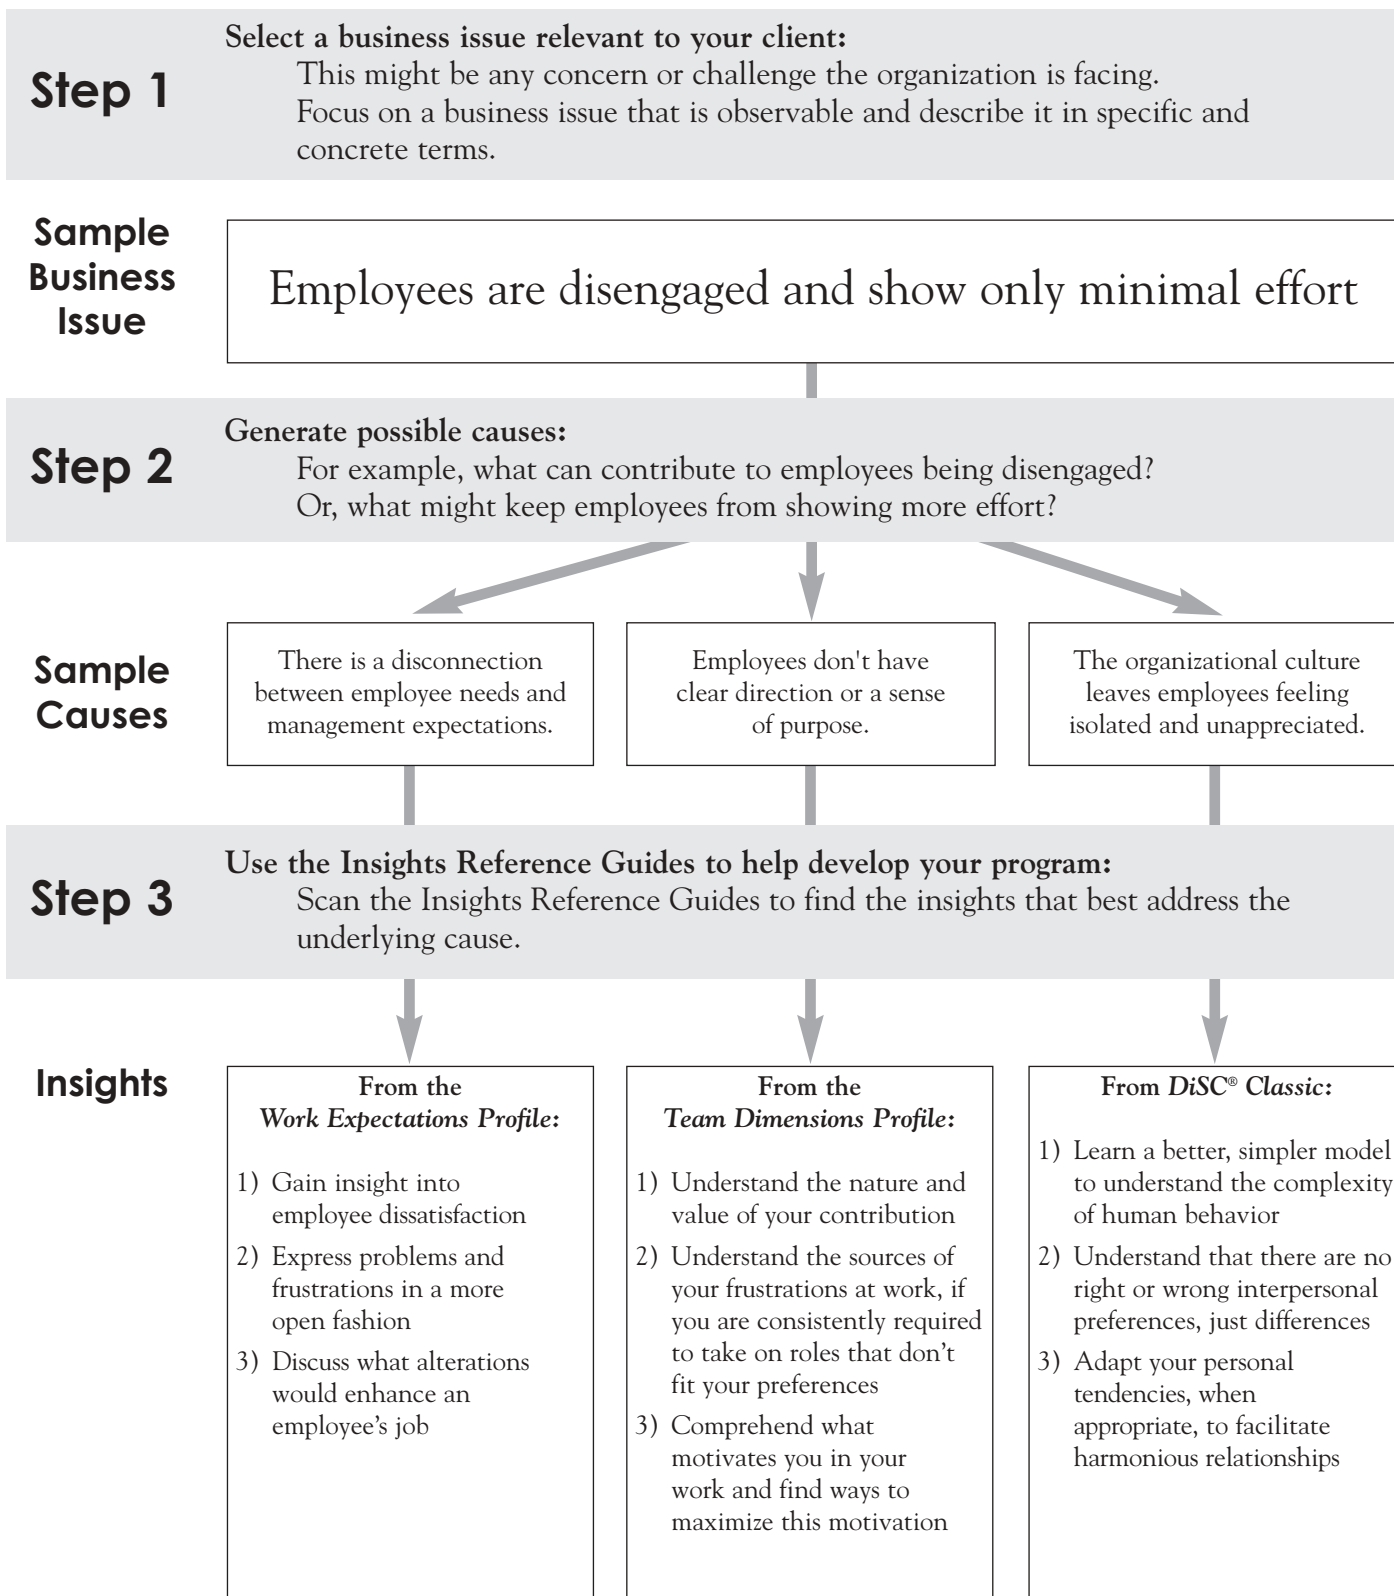 Step 1
Select a business issue relevant to your client:
This might be any concern or challenge the organization is facing.
Focus on a business issue that is observable and describe it in specific and
concrete terms.
Sample
Business
Issue
Employees are disengaged and show only minimal effort
Step 2
Generate possible causes:
For example, what can contribute to employees being disengaged?
Or, what might keep employees from showing more effort?
Sample
Causes
There is a disconnection
between employee needs and
management expectations.
Employees don't have
clear direction or a sense
of purpose.
The organizational culture
leaves employees feeling
isolated and unappreciated.
Step 3
Use the Insights Reference Guides to help develop your program:
Scan the Insights Reference Guides to find the insights that best address the
underlying cause.
Insights
From the
Work Expectations Profile:
1) Gain insight into
employee dissatisfaction
2) Express problems and
frustrations in a more
open fashion
3) Discuss what alterations
would enhance an
employee’s job
From the
Team Dimensions Profile:
1) Understand the nature and
value of your contribution
2) Understand the sources of
your frustrations at work, if
you are consistently required
to take on roles that don’t
fit your preferences
3) Comprehend what
motivates you in your
work and find ways to
maximize this motivation
From DiSC® Classic:
1) Learn a better, simpler model
to understand the complexity
of human behavior
2) Understand that there are no
right or wrong interpersonal
preferences, just differences
3) Adapt your personal
tendencies, when
appropriate, to facilitate
harmonious relationships